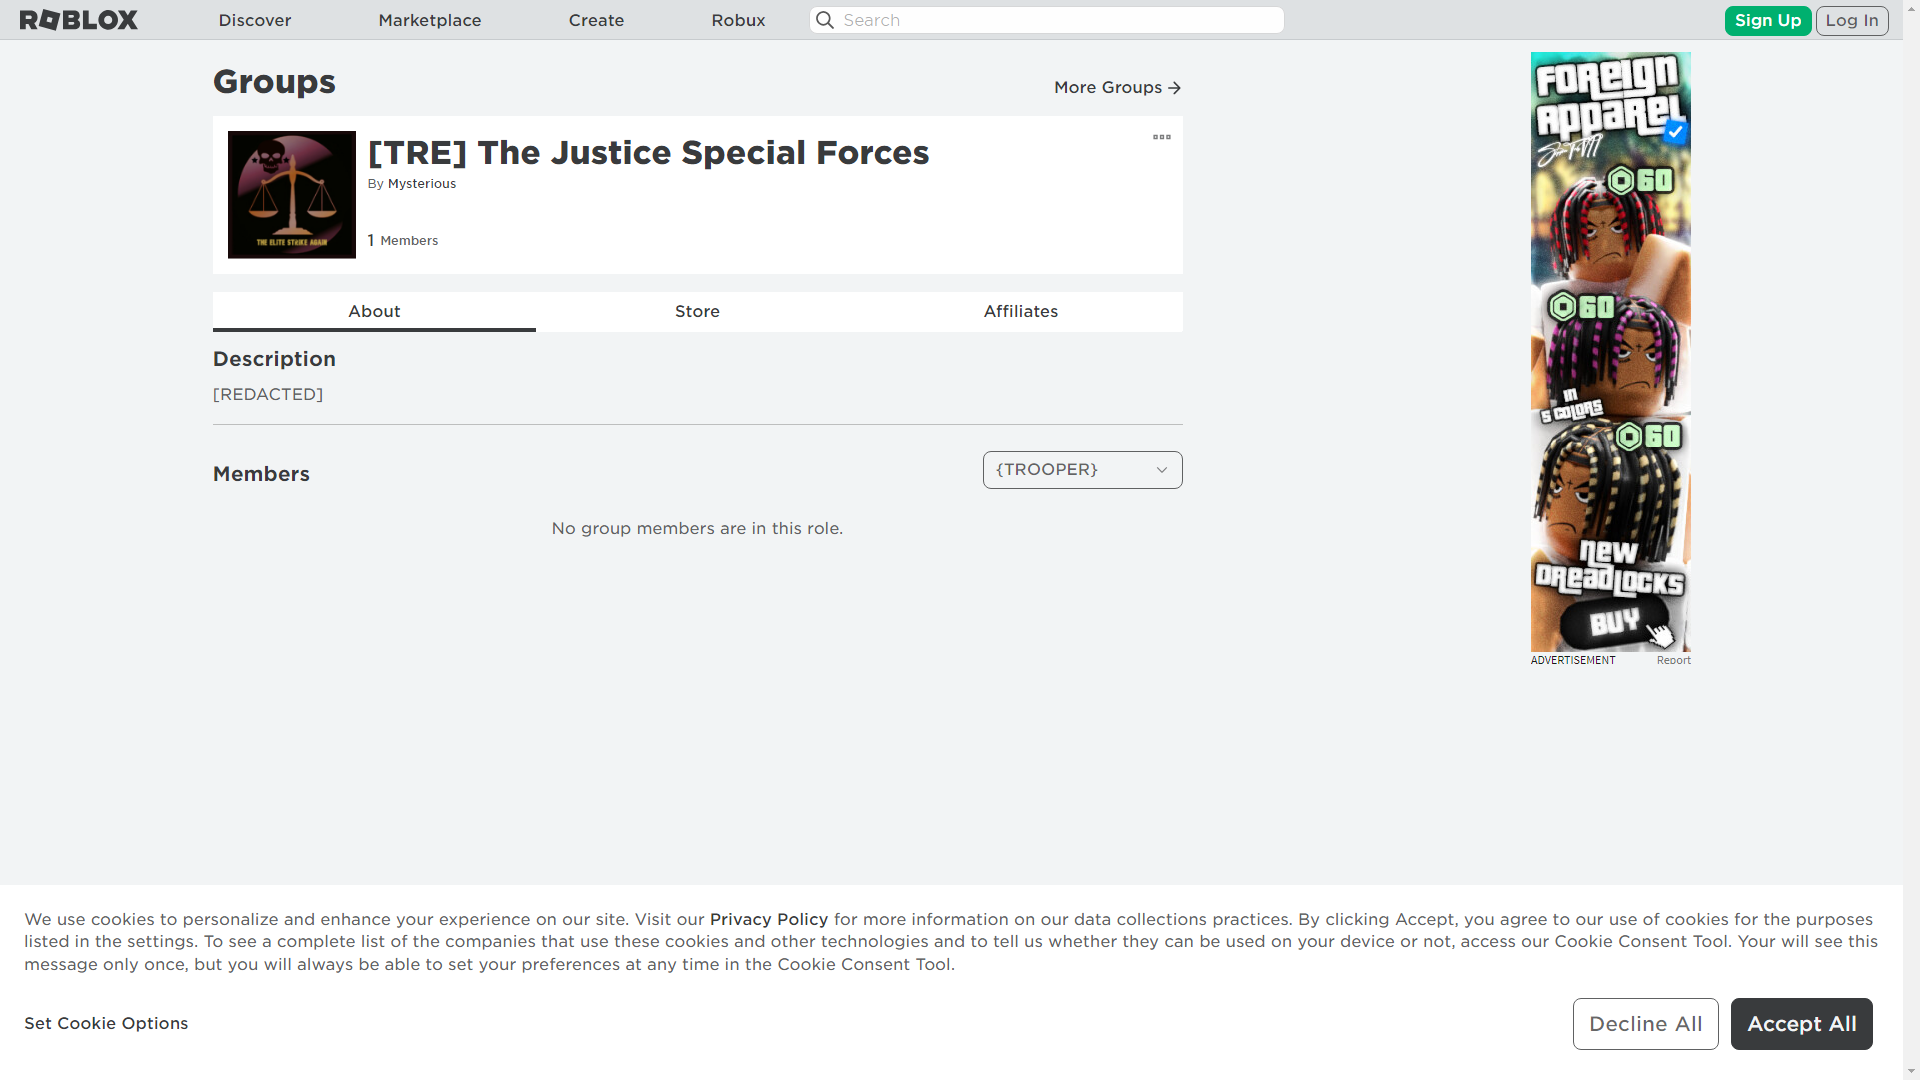 ROBLOX
Discover
Marketplace
Create
Robux
Search
Sign Up
Log In
Groups
More Groups
[TRE] The Justice Special Forces
By Mysterious
1 Members
THE ELITE STRIKE AGAIN
About
Store
Affiliates
Description
[REDACTED]
Members
{TROOPER}
No group members are in this role.
FOREIGN
APPAREL
60
60
IN
5 COLORS
60
NEW
DREADLOCKS
BUY
ADVERTISEMENT
Report
We use cookies to personalize and enhance your experience on our site. Visit our Privacy Policy for more information on our data collections practices. By clicking Accept, you agree to our use of cookies for the purposes
listed in the settings. To see a complete list of the companies that use these cookies and other technologies and to tell us whether they can be used on your device or not, access our Cookie Consent Tool. Your will see this
message only once, but you will always be able to set your preferences at any time in the Cookie Consent Tool.
Set Cookie Options
Decline All
Accept All